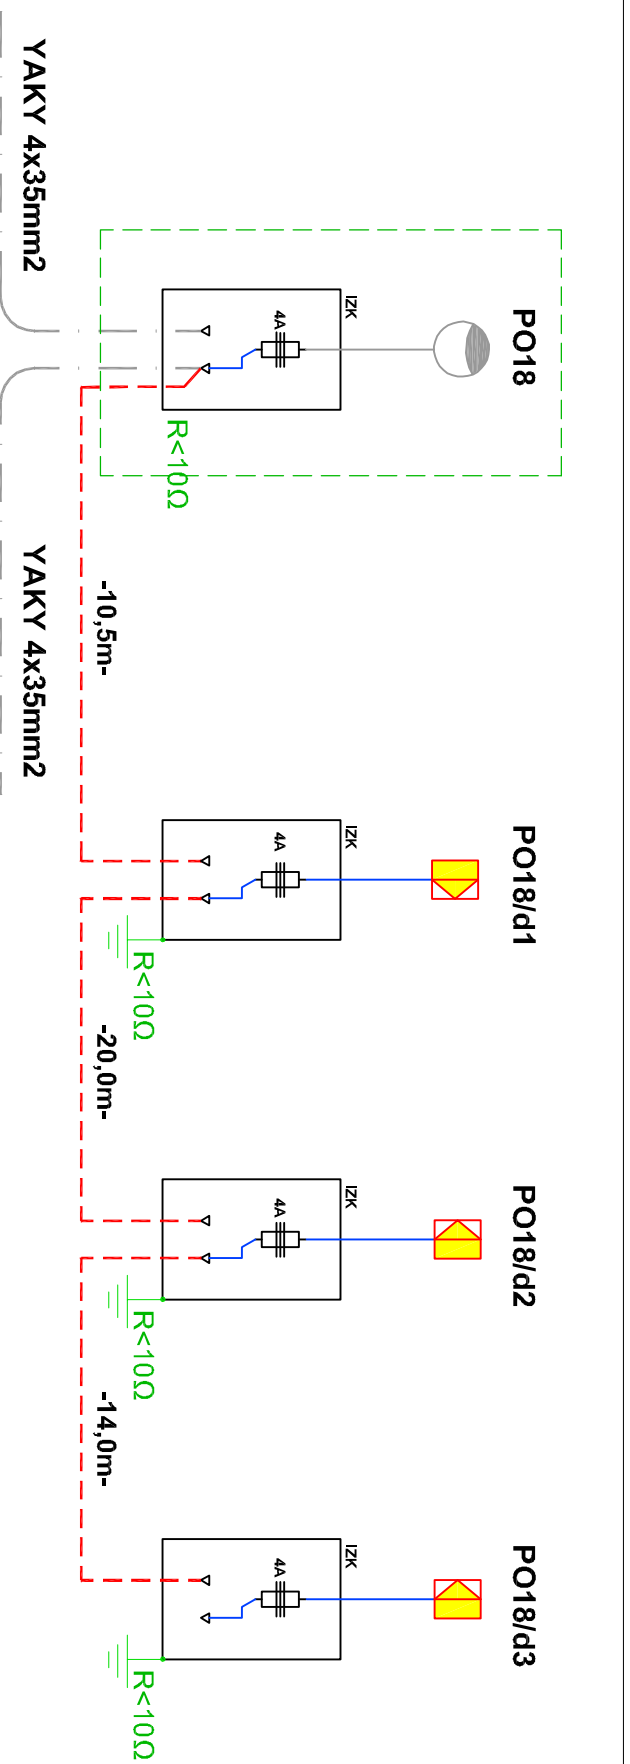 PO18
PO18/d1
PO18/d2
PO18/d3
IZK
IZK
IZK
IZK
4A
4A
4A
4A
R<10Ω
R<10Ω
R<10Ω
R<10Ω
-10,5m-
-20,0m-
-14,0m-
YAKY 4x35mm2
YAKY 4x35mm2